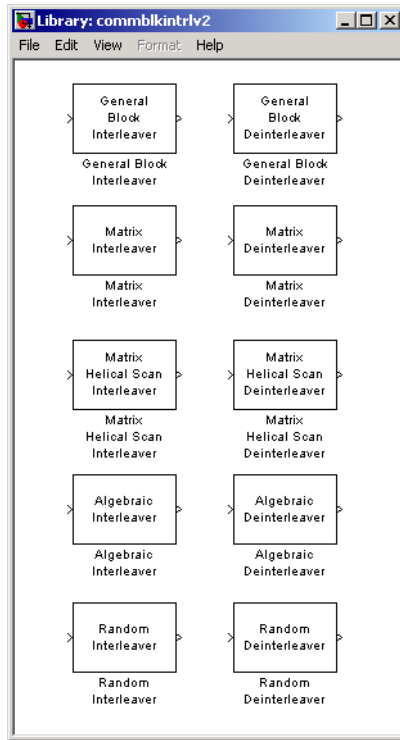 Library: commblkintrlv2
File Edit View Format Help
General
Block
Interleaver
General Block
Interleaver
General
Block
Deinterleaver
General Block
Deinterleaver
Matrix
Interleaver
Matrix
Interleaver
Matrix
Deinterleaver
Matrix
Deinterleaver
Matrix
Helical Scan
Interleaver
Matrix
Helical Scan
Interleaver
Matrix
Helical Scan
Deinterleaver
Matrix
Helical Scan
Deinterleaver
Algebraic
Interleaver
Algebraic
Interleaver
Algebraic
Deinterleaver
Algebraic
Deinterleaver
Random
Interleaver
Random
Interleaver
Random
Deinterleaver
Random
Deinterleaver